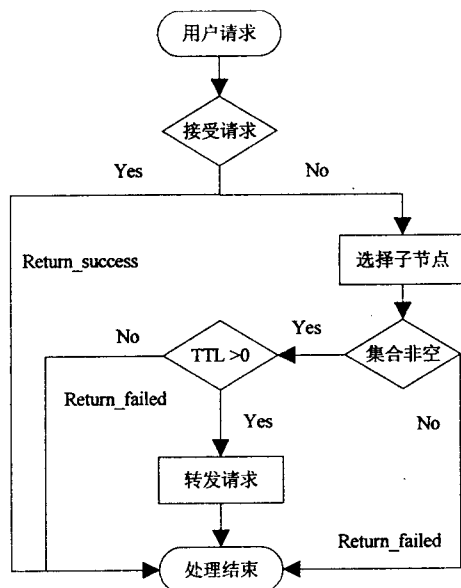 用户请求
接受请求
Yes
No
Return_success
选择子节点
No
TTL >0
Yes
集合非空
Return_failed
Yes
No
转发请求
Return_failed
处理结束